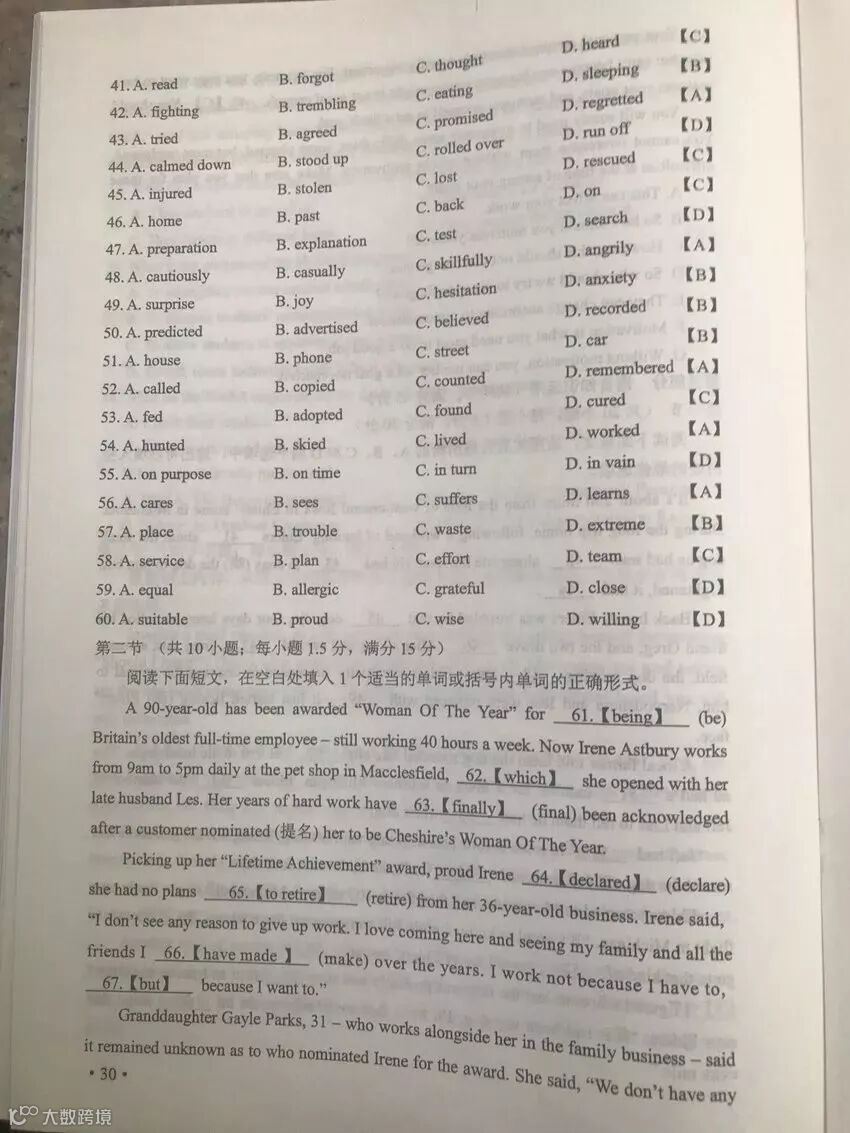 41. A. read B. forgot C. thought D. heard 【C】
42. A. fighting B. trembling C. eating D. sleeping 【B】
43. A. tried B. agreed C. promised D. regretted 【A】
44. A. calmed down B. stood up C. rolled over D. run off 【D】
45. A. injured B. stolen C. lost D. rescued 【C】
46. A. home B. past C. back D. on 【C】
47. A. preparation B. explanation C. test D. search 【D】
48. A. cautiously B. casually C. skillfully D. angrily 【A】
49. A. surprise B. joy C. hesitation D. anxiety 【B】
50. A. predicted B. advertised C. believed D. recorded 【B】
51. A. house B. phone C. street D. car 【B】
52. A. called B. copied C. counted D. remembered 【A】
53. A. fed B. adopted C. found D. cured 【C】
54. A. hunted B. skied C. lived D. worked 【A】
55. A. on purpose B. on time C. in turn D. in vain 【D】
56. A. cares B. sees C. suffers D. learns 【A】
57. A. place B. trouble C. waste D. extreme 【B】
58. A. service B. plan C. effort D. team 【C】
59. A. equal B. allergic C. grateful D. close 【D】
60. A. suitable B. proud C. wise D. willing 【D】
第二节 （共 10 小题；每小题 1.5 分，满分 15 分）
阅读下面短文，在空白处填入 1 个适当的单词或括号内单词的正确形式。
A 90-year-old has been awarded “Woman Of The Year” for 61.【being】 (be)
Britain’s oldest full-time employee – still working 40 hours a week. Now Irene Astbury works
from 9am to 5pm daily at the pet shop in Macclesfield, 62.【which】 she opened with her
late husband Les. Her years of hard work have 63.【finally】 (final) been acknowledged
after a customer nominated (提名) her to be Cheshire’s Woman Of The Year.
Picking up her “Lifetime Achievement” award, proud Irene 64.【declared】 (declare)
she had no plans 65.【to retire】 (retire) from her 36-year-old business. Irene said,
“I don’t see any reason to give up work. I love coming here and seeing my family and all the
friends I 66.【have made 】 (make) over the years. I work not because I have to,
67.【but】 because I want to.”
Granddaughter Gayle Parks, 31 – who works alongside her in the family business – said
it remained unknown as to who nominated Irene for the award. She said, “We don’t have any
• 30 •
大数跨境